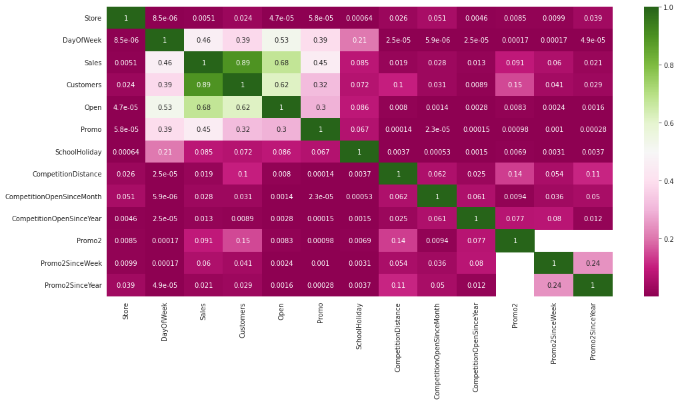 Store 1 8.5e-06 0.0051 0.024 4.7e-05 5.8e-05 0.00064 0.026 0.051 0.0046 0.0085 0.0099 0.039
DayOfWeek 8.5e-06 1 0.46 0.39 0.53 0.39 0.21 2.5e-05 5.9e-06 2.5e-05 0.00017 0.00017 4.9e-05
Sales 0.0051 0.46 1 0.89 0.68 0.45 0.085 0.019 0.028 0.013 0.091 0.06 0.021
Customers 0.024 0.39 0.89 1 0.62 0.32 0.072 0.1 0.031 0.0089 0.15 0.041 0.029
Open 4.7e-05 0.53 0.68 0.62 1 0.3 0.086 0.008 0.0014 0.0028 0.0083 0.0024 0.0016
Promo 5.8e-05 0.39 0.45 0.32 0.3 1 0.067 0.00014 2.3e-05 0.00015 0.00098 0.001 0.00028
SchoolHoliday 0.00064 0.21 0.085 0.072 0.086 0.067 1 0.0037 0.00053 0.0015 0.0069 0.0031 0.0037
CompetitionDistance 0.026 2.5e-05 0.019 0.1 0.008 0.00014 0.0037 1 0.062 0.025 0.14 0.054 0.11
CompetitionOpenSinceMonth 0.051 5.9e-06 0.028 0.031 0.0014 2.3e-05 0.00053 0.062 1 0.061 0.0094 0.036 0.05
CompetitionOpenSinceYear 0.0046 2.5e-05 0.013 0.0089 0.0028 0.0015 0.0015 0.025 0.061 1 0.077 0.08 0.012
Promo2 0.0085 0.00017 0.091 0.15 0.0083 0.00098 0.0069 0.14 0.0094 0.077 1
Promo2SinceWeek 0.0099 0.00017 0.06 0.041 0.0024 0.001 0.0031 0.054 0.036 0.08 1 0.24
Promo2SinceYear 0.039 4.9e-05 0.021 0.029 0.0016 0.00028 0.0037 0.11 0.05 0.012 0.24 1
Store
DayOfWeek
Sales
Customers
Open
Promo
SchoolHoliday
CompetitionDistance
CompetitionOpenSinceMonth
CompetitionOpenSinceYear
Promo2
Promo2SinceWeek
Promo2SinceYear
1.0
0.8
0.6
0.4
0.2